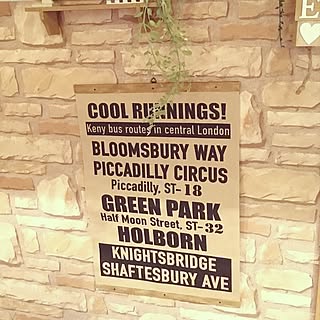 COOL RUNNINGS!
Keny bus routes in central London
BLOOMSBURY WAY
PICCADILLY CIRCUS
Piccadilly, ST-18
GREEN PARK
Half Moon Street, ST-32
HOLBORN
KNIGHTSBRIDGE
SHAFTESBURY AVE
E